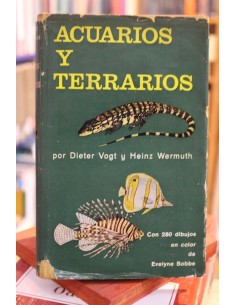 ACUARIOS
Y
TERRARIOS
por Dieter Vogt y Heinz Wermuth
Con 280 dibujos
en color
de
Evelyne Bobbe